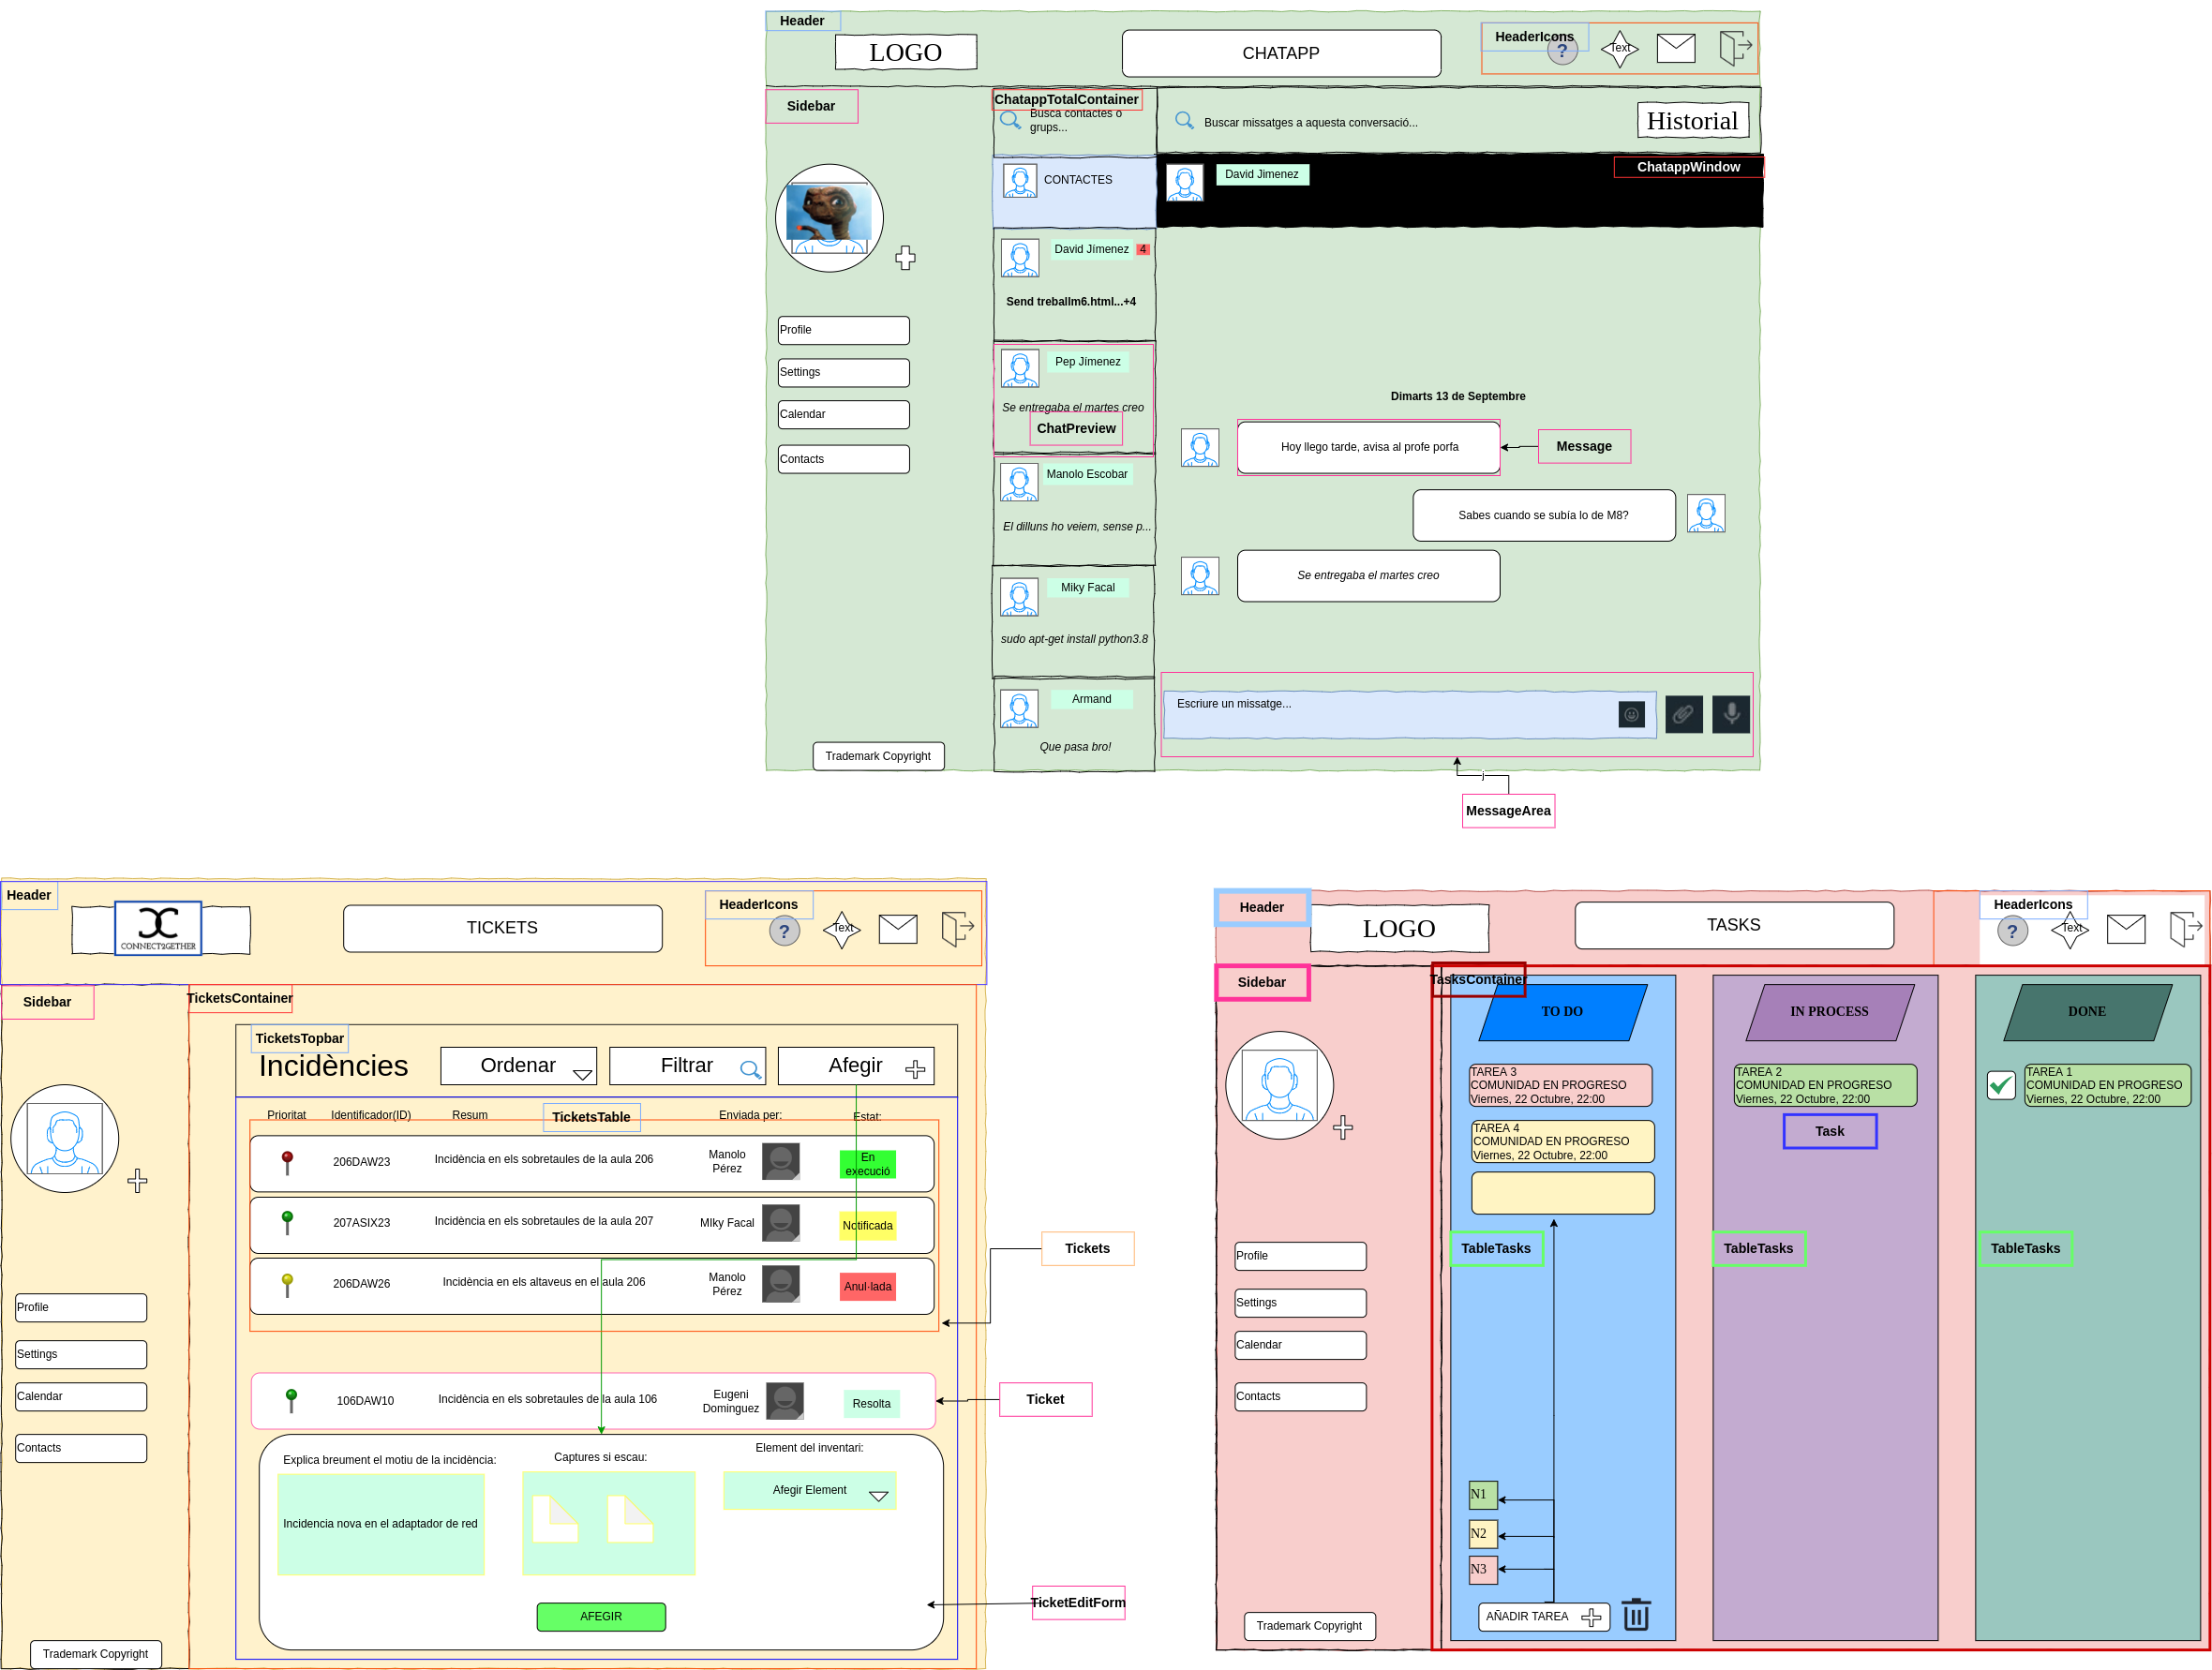 Header
LOGO
CHATAPP
HeaderIcons
?
Text
Sidebar
ChatappTotalContainer
Busca contactes o
grups...
Buscar missatges a aquesta conversació...
Historial
CONTACTES
David Jimenez
ChatappWindow
David Jímenez
4
Send treballm6.html...+4
Profile
Settings
Calendar
Contacts
Pep Jímenez
Se entregaba el martes creo
ChatPreview
Manolo Escobar
El dilluns ho veiem, sense p...
Miky Facal
sudo apt-get install python3.8
Armand
Que pasa bro!
Trademark Copyright
Dimarts 13 de Septembre
Hoy llego tarde, avisa al profe porfa
Message
Sabes cuando se subía lo de M8?
Se entregaba el martes creo
Escriure un missatge...
j
MessageArea
Header
CONNECT2GETHER
TICKETS
HeaderIcons
?
Text
Sidebar
TicketsContainer
TicketsTopbar
Incidències
Ordenar
Filtrar
Afegir
Prioritat
Identificador(ID)
Resum
TicketsTable
Enviada per:
Estat:
206DAW23
Incidència en els sobretaules de la aula 206
Manolo
Pérez
En
execució
207ASIX23
Incidència en els sobretaules de la aula 207
MIky Facal
Notificada
206DAW26
Incidència en els altaveus en el aula 206
Manolo
Pérez
Anul·lada
Tickets
106DAW10
Incidència en els sobretaules de la aula 106
Eugeni
Dominguez
Resolta
Ticket
Profile
Settings
Calendar
Contacts
Explica breument el motiu de la incidència:
Captures si escau:
Element del inventari:
Incidencia nova en el adaptador de red
Afegir Element
AFEGIR
TicketEditForm
Trademark Copyright
Header
LOGO
TASKS
HeaderIcons
?
Text
Sidebar
TasksContainer
TO DO
IN PROCESS
DONE
TAREA 3
COMUNIDAD EN PROGRESO
Viernes, 22 Octubre, 22:00
TAREA 2
COMUNIDAD EN PROGRESO
Viernes, 22 Octubre, 22:00
TAREA 1
COMUNIDAD EN PROGRESO
Viernes, 22 Octubre, 22:00
TAREA 4
COMUNIDAD EN PROGRESO
Viernes, 22 Octubre, 22:00
Task
TableTasks
TableTasks
TableTasks
Profile
Settings
Calendar
Contacts
N1
N2
N3
AÑADIR TAREA
Trademark Copyright